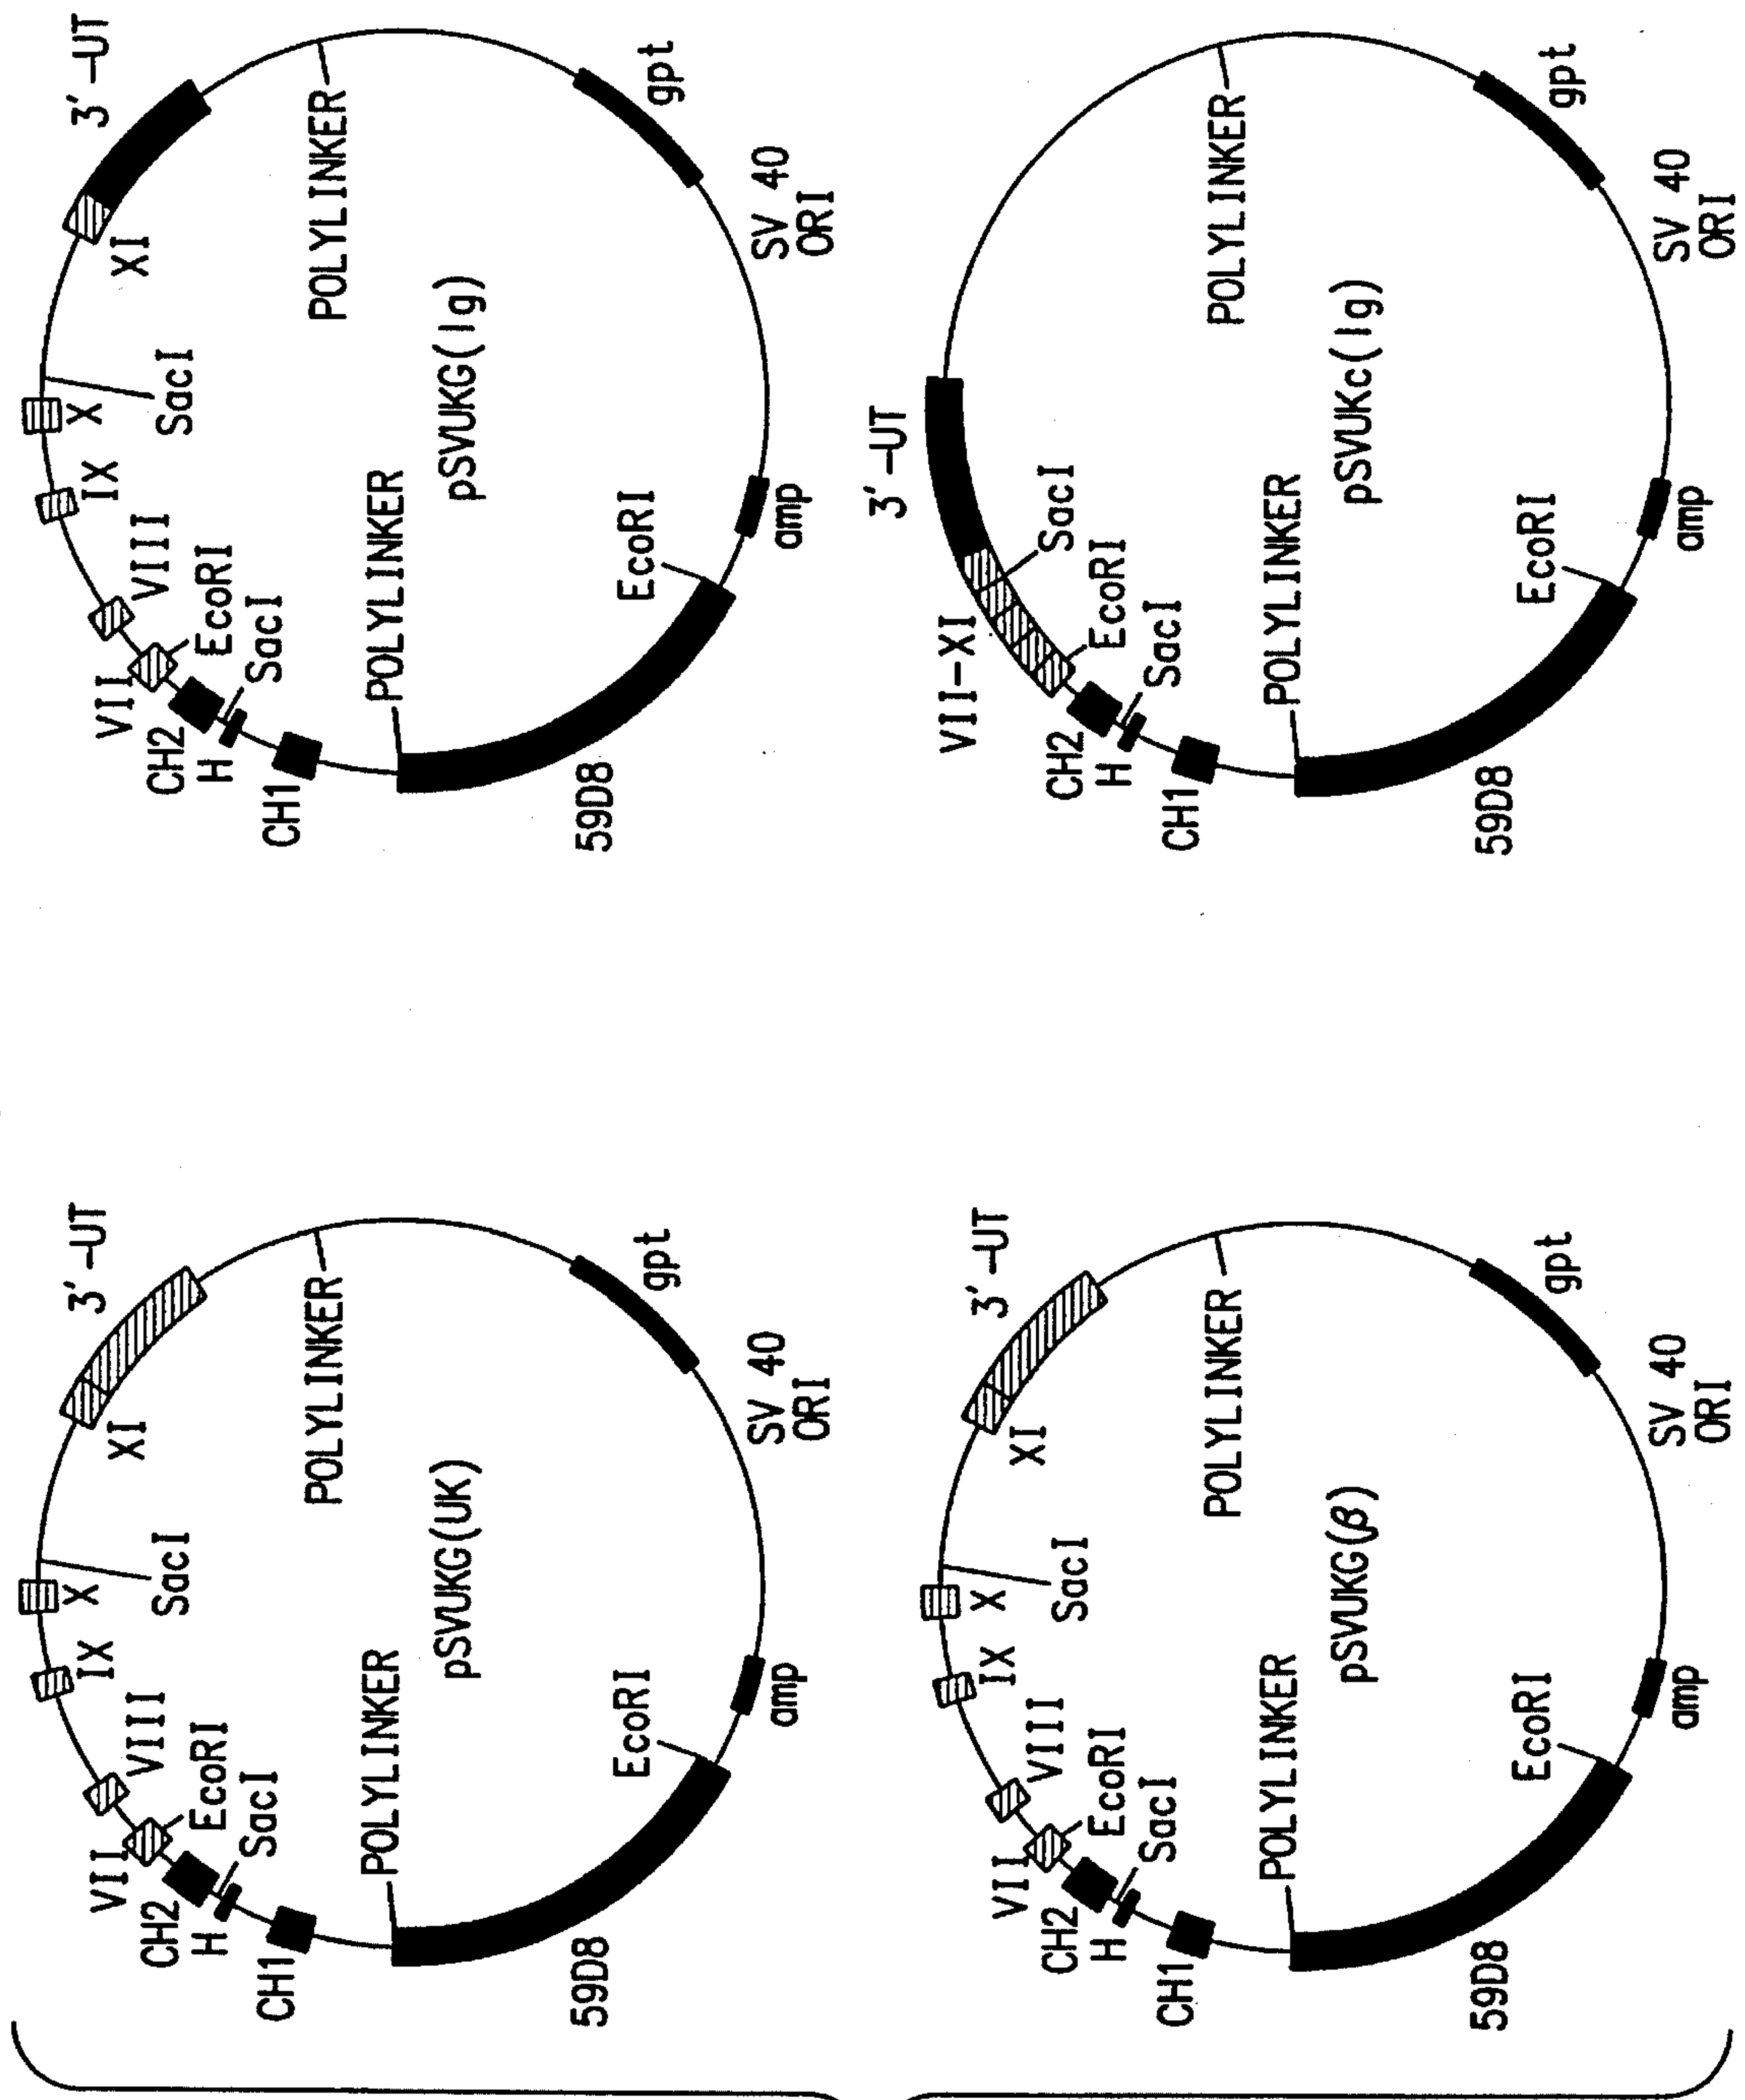 3'-UT
XI
X
SacI
IX
VIII
VII
EcoRI
CH2
SacI
H
CH1
POLYLINKER
POLYLINKER
pSVUKG(UK)
59D8
EcoRI
gpt
amp
SV 40
ORI
3'-UT
XI
X
SacI
IX
VIII
VII
EcoRI
CH2
SacI
H
CH1
POLYLINKER
POLYLINKER
pSVUKG(Ig)
59D8
EcoRI
gpt
amp
SV 40
ORI
3'-UT
XI
X
SacI
IX
VIII
VII
EcoRI
CH2
SacI
H
CH1
POLYLINKER
POLYLINKER
pSVUKG(β)
59D8
EcoRI
gpt
amp
SV 40
ORI
3'-UT
VII-XI
SacI
EcoRI
CH2
SacI
H
CH1
POLYLINKER
POLYLINKER
pSVUKc(Ig)
59D8
EcoRI
gpt
amp
SV 40
ORI